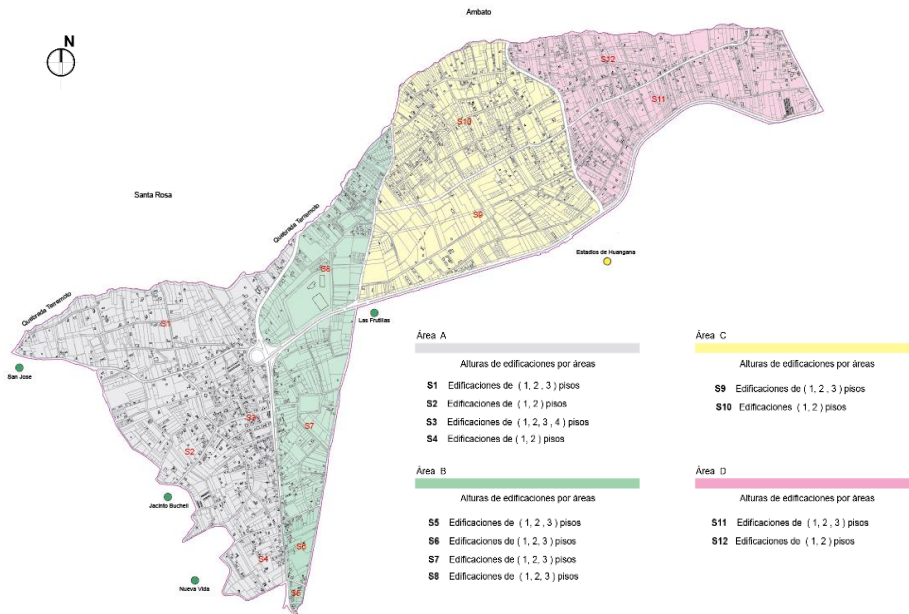 Ambato
N
S12
S11
S10
Santa Rosa
Quebrada Terremoto
S9
Estadios de Huangana
S8
Quebrada Terremoto
Las Frutillas
S1
San Jose
S3
S7
S2
Jacinto Bucheli
S6
S4
Nueva Vida
S5
Área A
Alturas de edificaciones por áreas
S1 Edificaciones de ( 1, 2 , 3 ) pisos
S2 Edificaciones de ( 1, 2 ) pisos
S3 Edificaciones de ( 1, 2, 3 , 4 ) pisos
S4 Edificaciones de ( 1, 2 ) pisos
Área C
Alturas de edificaciones por áreas
S9 Edificaciones de ( 1, 2, 3 ) pisos
S10 Edificaciones ( 1, 2 ) pisos
Área B
Alturas de edificaciones por áreas
S5 Edificaciones de ( 1, 2 , 3 ) pisos
S6 Edificaciones de ( 1, 2, 3 ) pisos
S7 Edificaciones de ( 1, 2, 3 ) pisos
S8 Edificaciones de ( 1, 2, 3 ) pisos
Área D
Alturas de edificaciones por áreas
S11 Edificaciones de ( 1, 2, 3 ) pisos
S12 Edificaciones de ( 1, 2 ) pisos